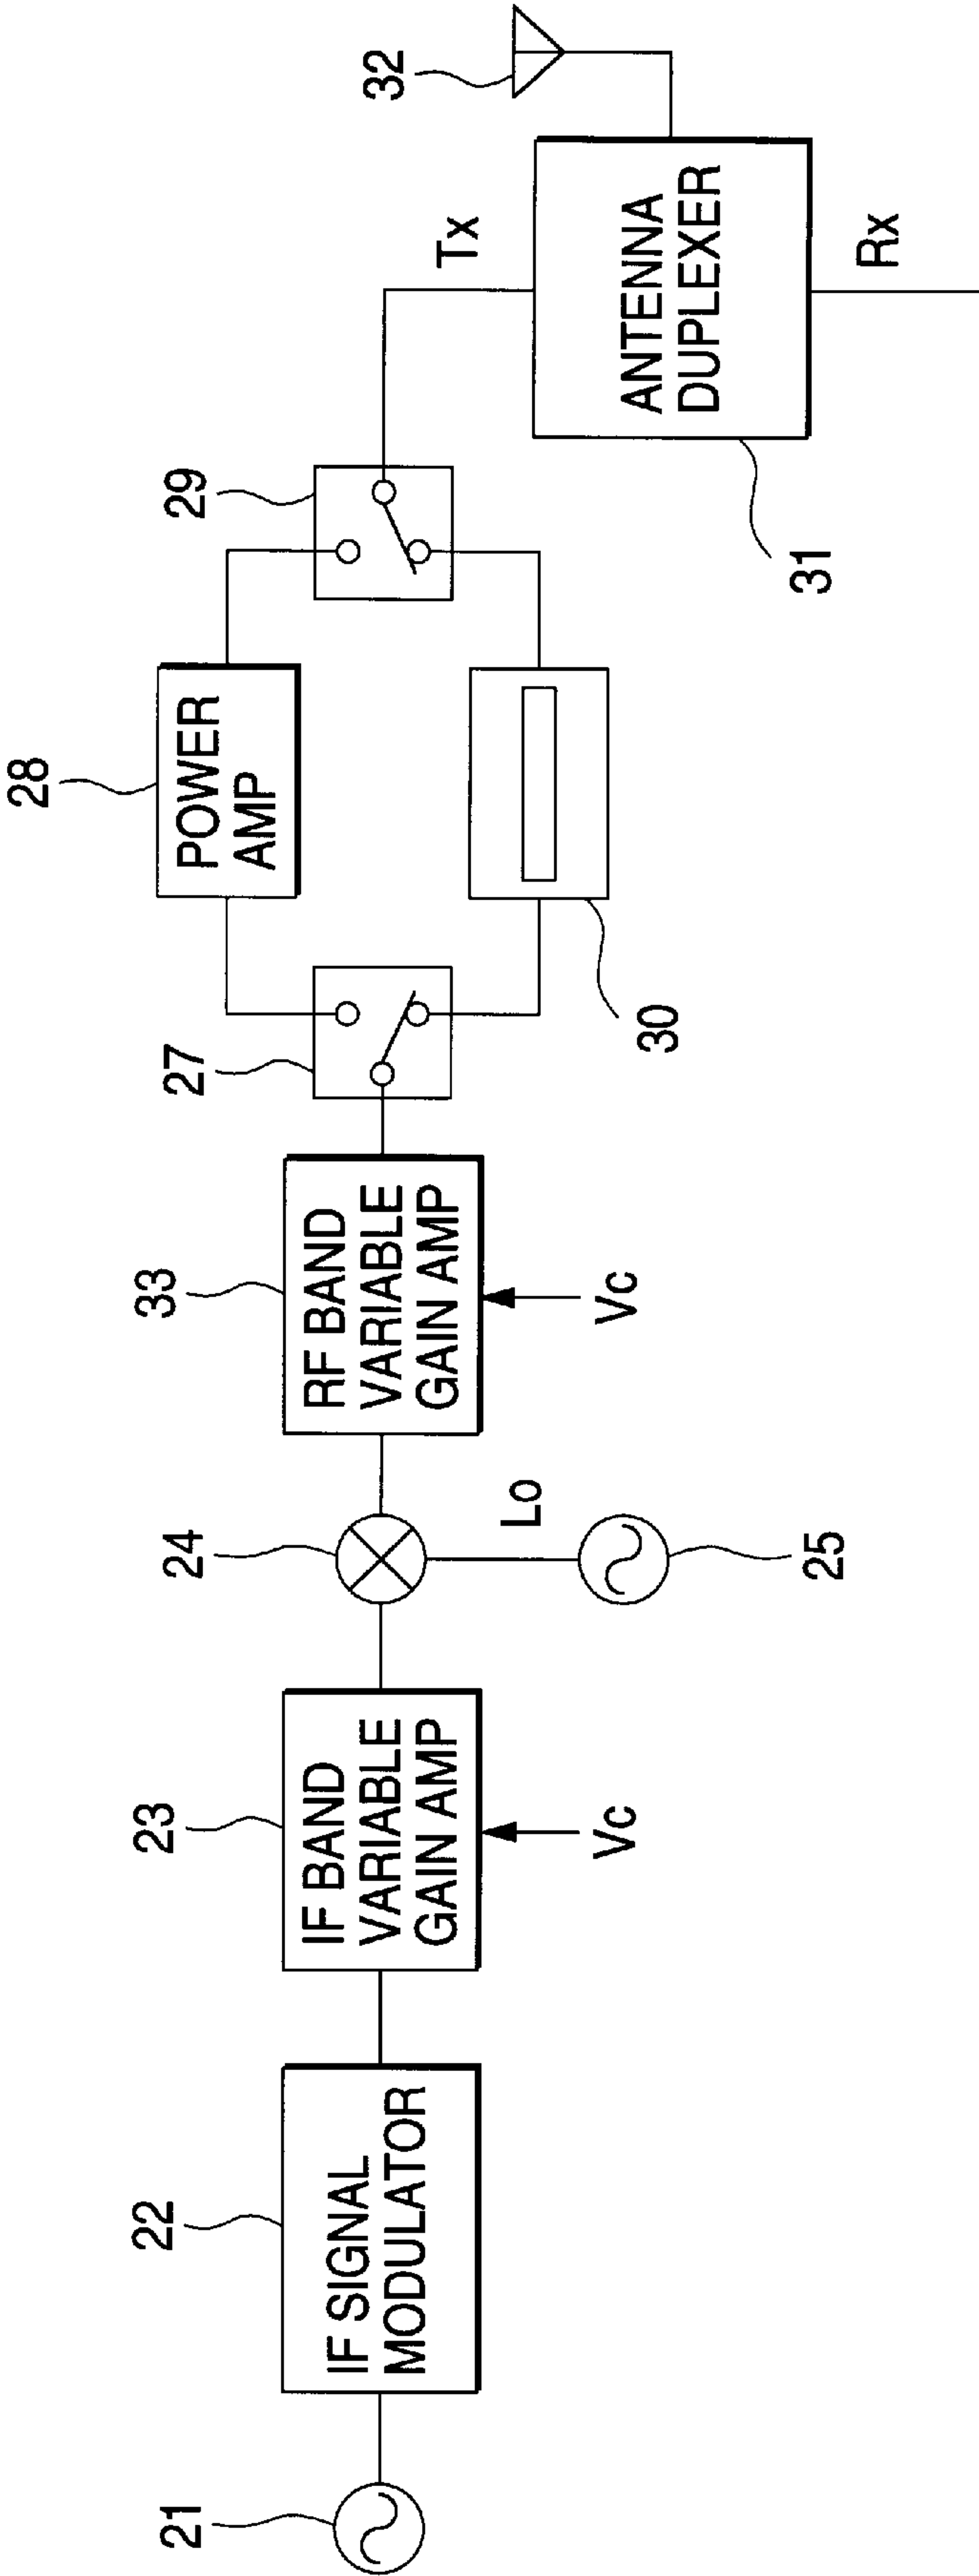 21
22
IF SIGNAL
MODULATOR
23
IF BAND
VARIABLE
GAIN AMP
Vc
24
Lo
25
33
RF BAND
VARIABLE
GAIN AMP
Vc
27
28
POWER
AMP
30
29
Tx
ANTENNA
DUPLEXER
31
Rx
32